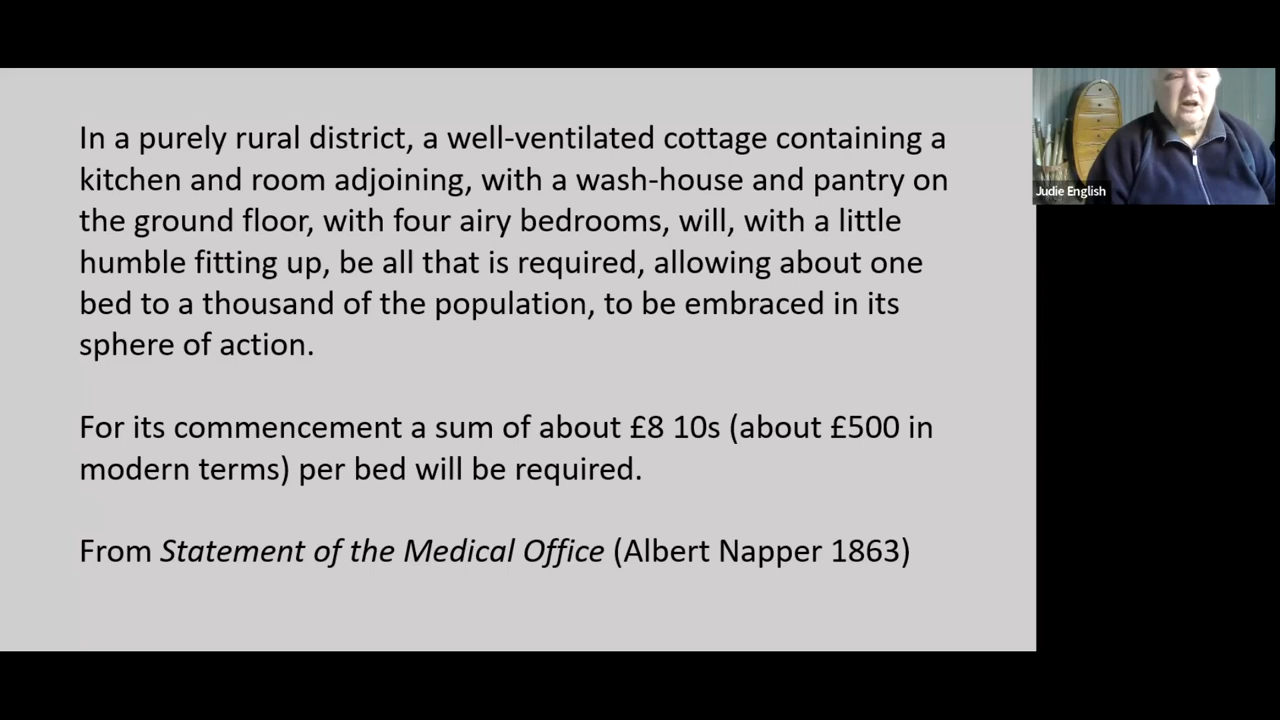 In a purely rural district, a well-ventilated cottage containing a
kitchen and room adjoining, with a wash-house and pantry on
the ground floor, with four airy bedrooms, will, with a little
humble fitting up, be all that is required, allowing about one
bed to a thousand of the population, to be embraced in its
sphere of action.
For its commencement a sum of about £8 10s (about £500 in
modern terms) per bed will be required.
From Statement of the Medical Office (Albert Napper 1863)
Judie English